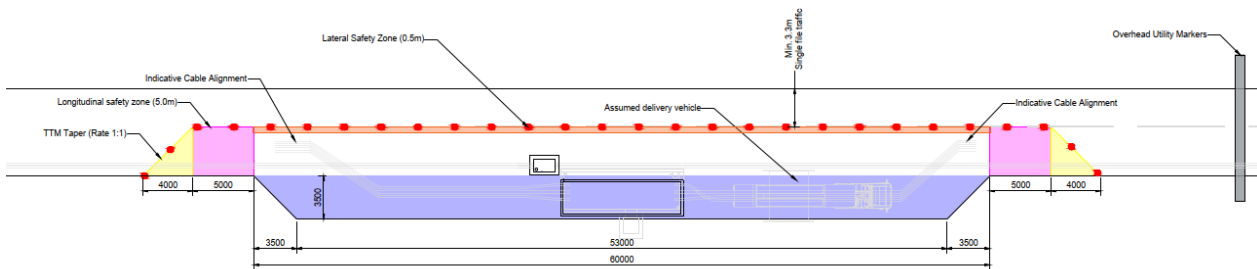 Overhead Utility Markers
Lateral Safety Zone (0.5m)
Min. 3.3m
Single file traffic
Indicative Cable Alignment
Longitudinal safety zone (5.0m)
Assumed delivery vehicle
Indicative Cable Alignment
TTM Taper (Rate 1:1)
4000
5000
3500
5000
4000
3500
53000
3500
60000